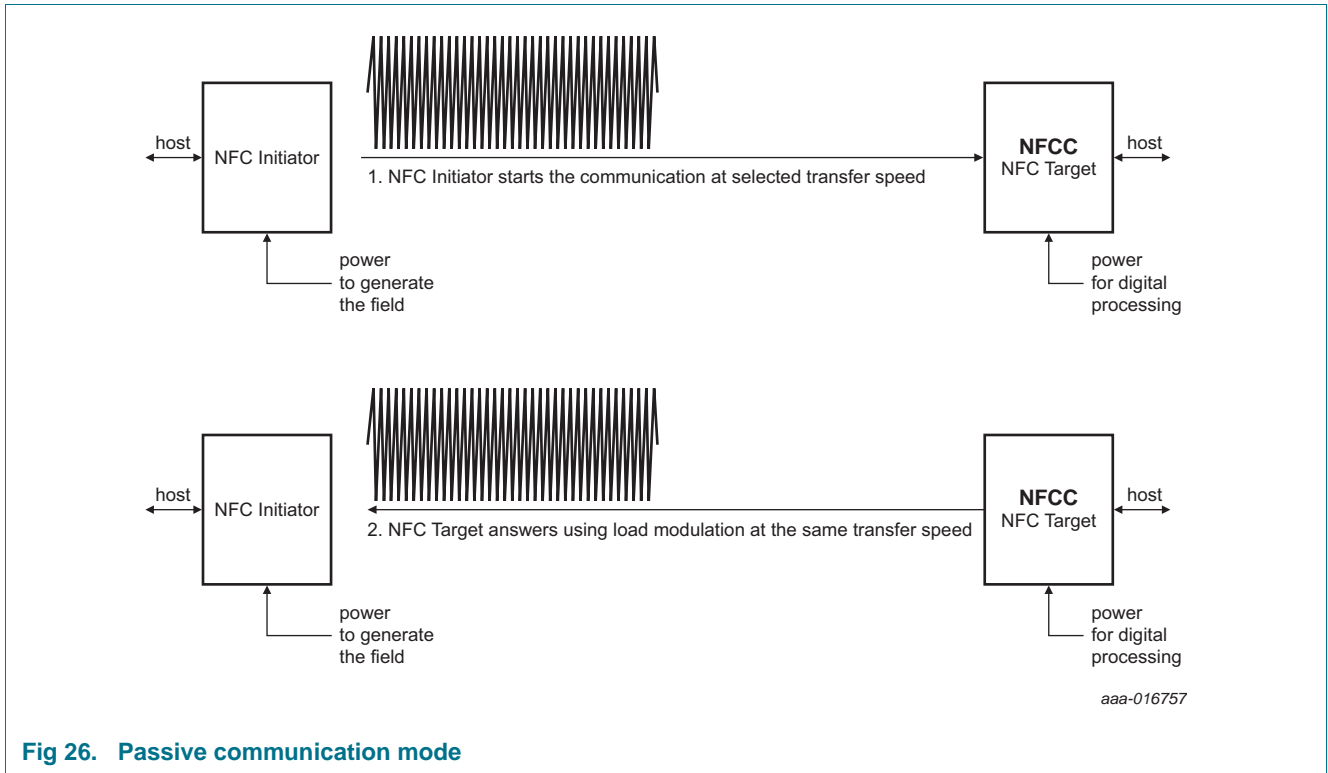 host
NFC Initiator
1. NFC Initiator starts the communication at selected transfer speed
NFCC
NFC Target
host
power
to generate
the field
power
for digital
processing
host
NFC Initiator
2. NFC Target answers using load modulation at the same transfer speed
NFCC
NFC Target
host
power
to generate
the field
power
for digital
processing
aaa-016757
Fig 26. Passive communication mode